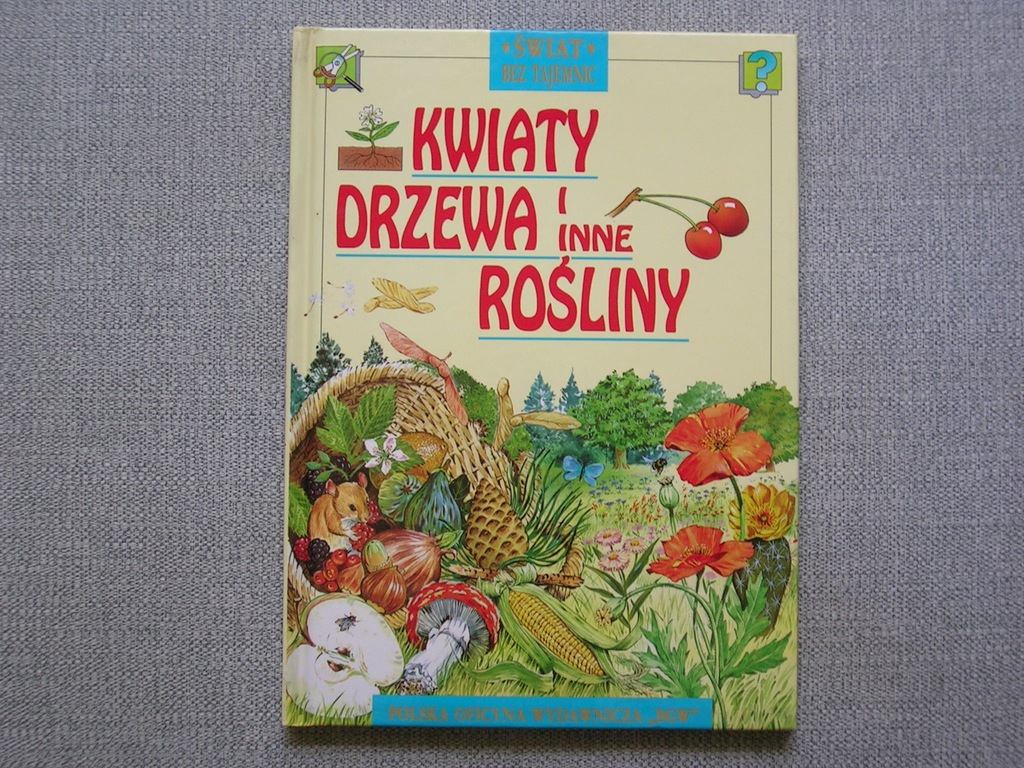 * ŚWIAT *
BEZ TAJEMNIC
?
KWIATY
DRZEWA I INNE
ROŚLINY
POLSKA OFICYNA WYDAWNICZA „BGW”